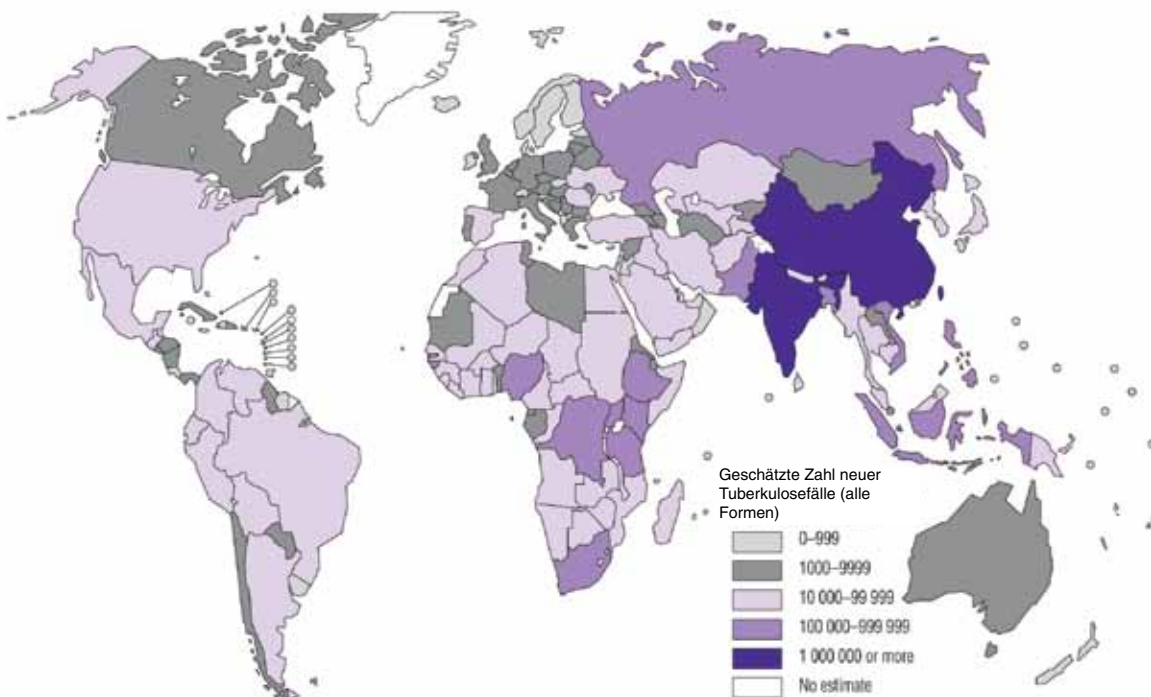 Geschätzte Zahl neuer
Tuberkulosefälle (alle
Formen)
0–999
1000–9999
10 000–99 999
100 000–999 999
1 000 000 or more
No estimate